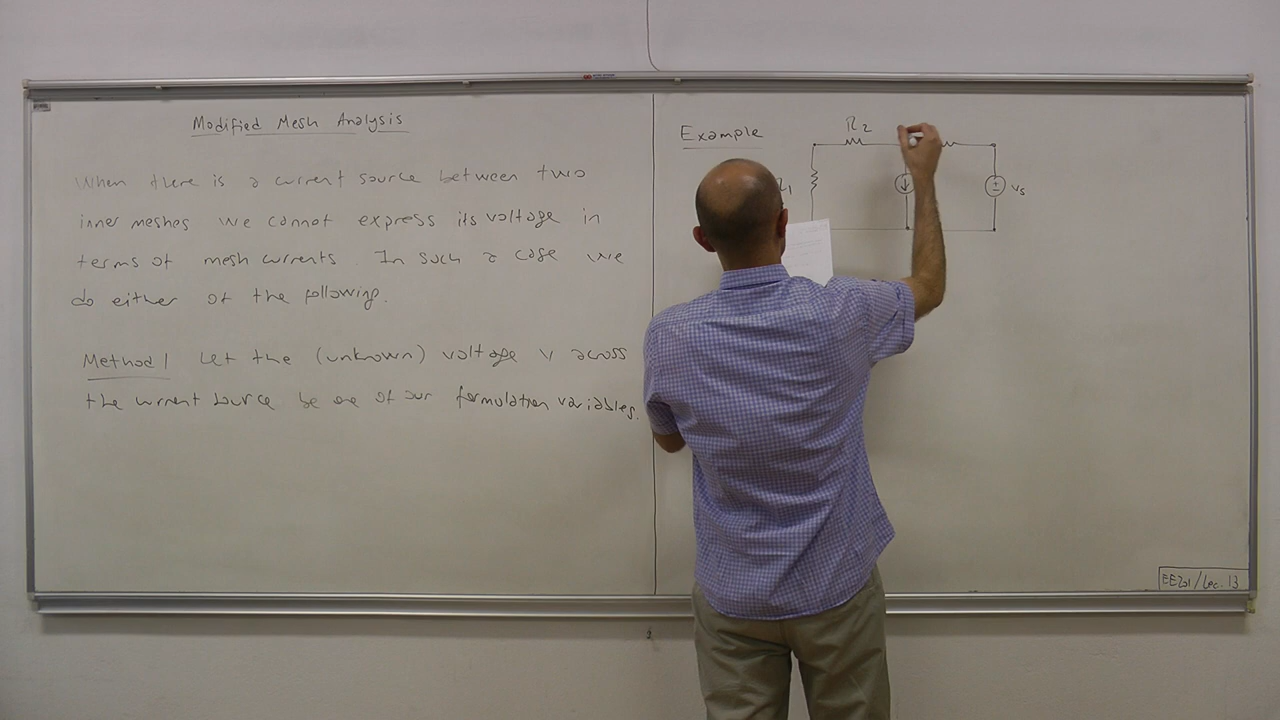 Modified Mesh Analysis
When there is a current source between two
inner meshes we cannot express its voltage in
terms of mesh currents. In such a case we
do either of the following.
Method 1 Let the (unknown) voltage v across
the current source be one of our formulation variables.
Example
R2
R1
vs
EE201/Lec. 13